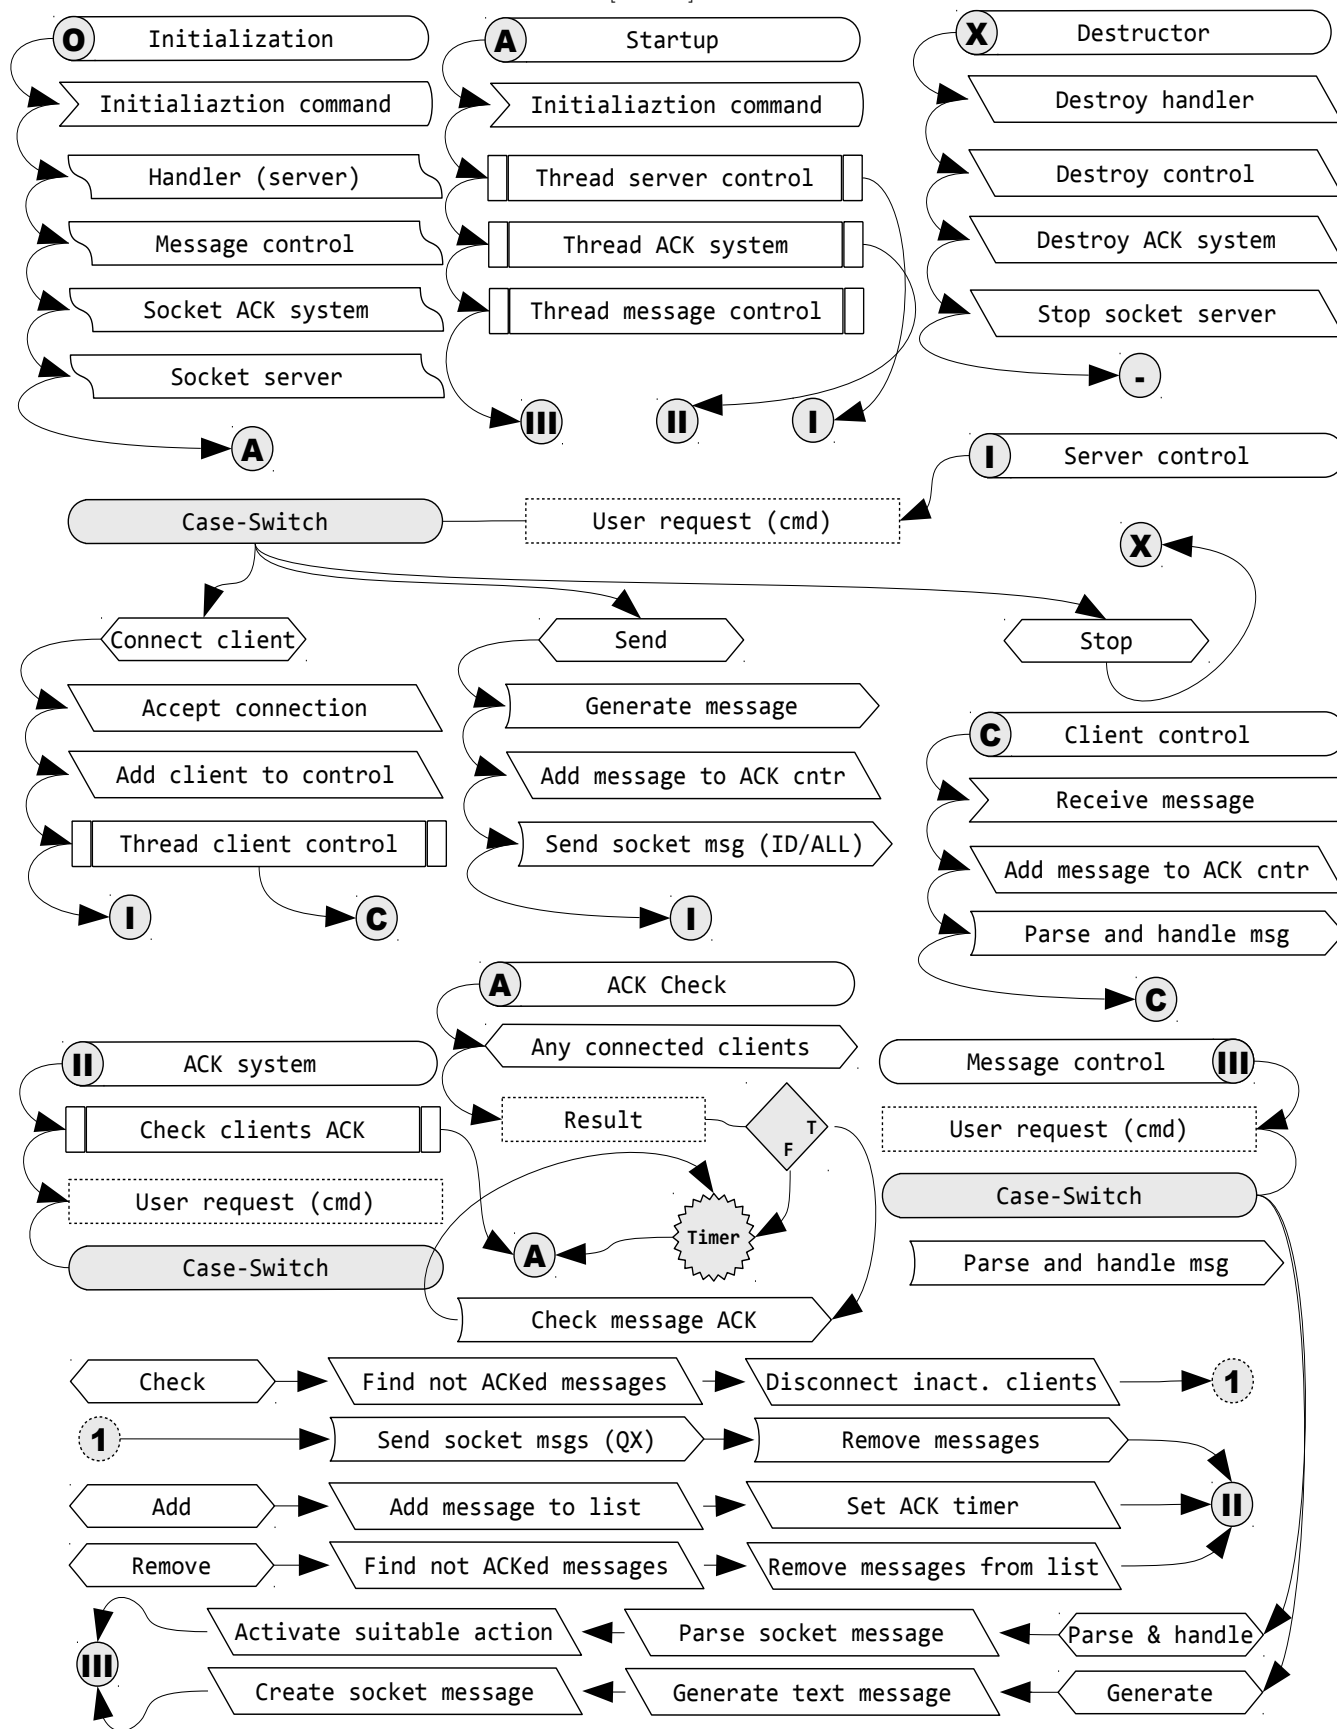 O Initialization
Initialiaztion command
Handler (server)
Message control
Socket ACK system
Socket server
A
A Startup
Initialiaztion command
Thread server control
Thread ACK system
Thread message control
III II I
X Destructor
Destroy handler
Destroy control
Destroy ACK system
Stop socket server
-
I Server control
User request (cmd)
Case-Switch
X
Connect client
Accept connection
Add client to control
Thread client control
I C
Send
Generate message
Add message to ACK cntr
Send socket msg (ID/ALL)
I
Stop
C Client control
Receive message
Add message to ACK cntr
Parse and handle msg
C
II ACK system
Check clients ACK
User request (cmd)
Case-Switch
A ACK Check
Any connected clients
Result
T
F
Timer
A
Check message ACK
Message control III
User request (cmd)
Case-Switch
Parse and handle msg
Check Find not ACKed messages Disconnect inact. clients 1
1 Send socket msgs (QX) Remove messages
Add Add message to list Set ACK timer II
Remove Find not ACKed messages Remove messages from list
Activate suitable action Parse socket message Parse & handle
III
Create socket message Generate text message Generate